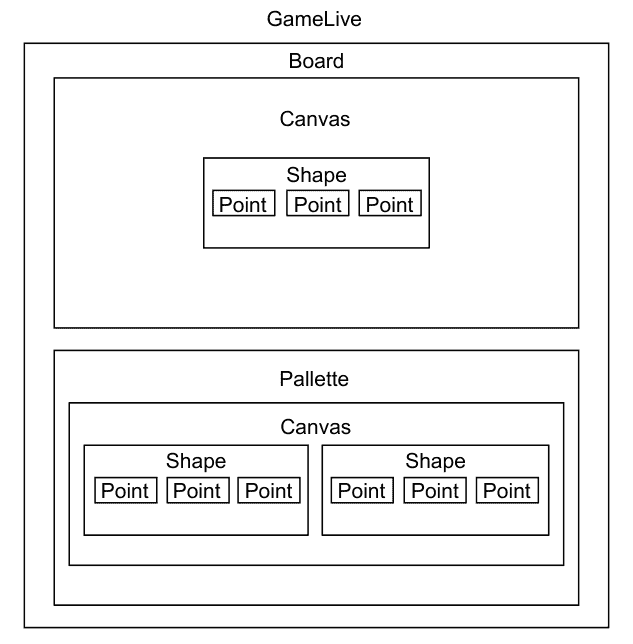 GameLive
Board
Canvas
Shape
Point Point Point
Pallette
Canvas
Shape
Point Point Point
Shape
Point Point Point